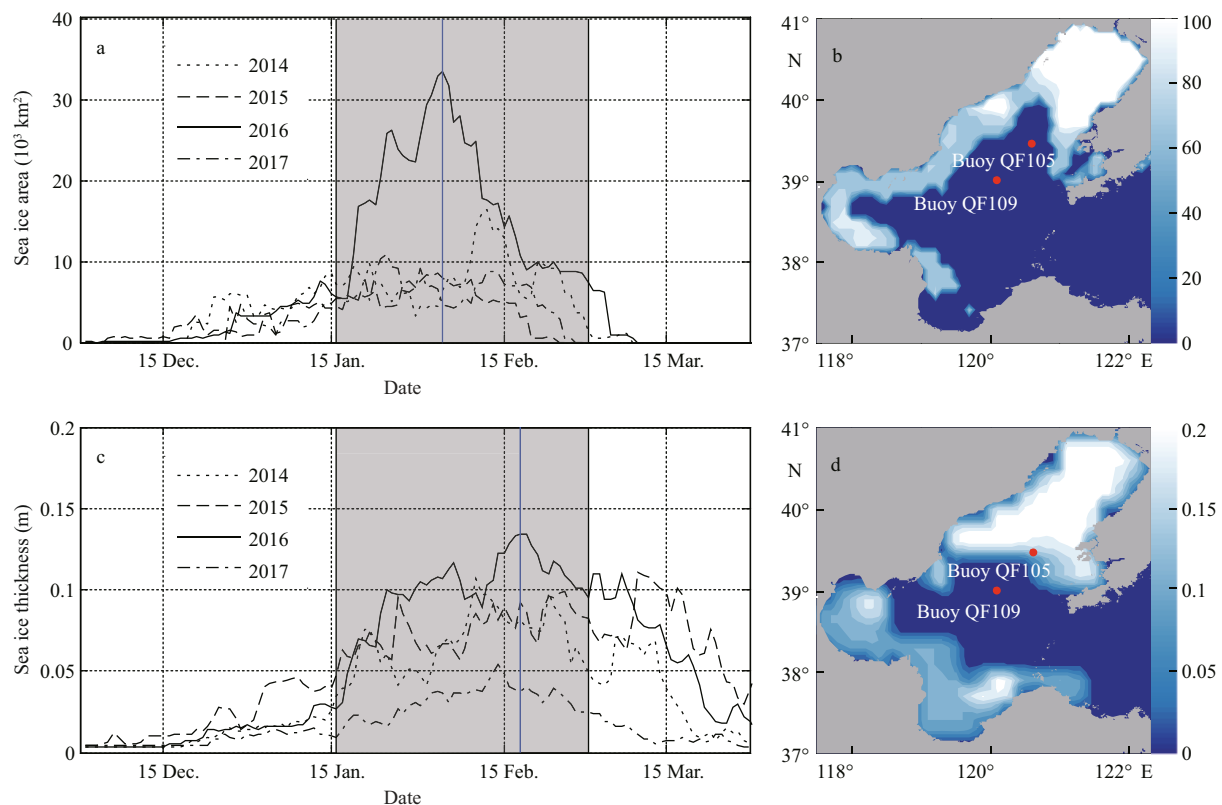 a
Sea ice area (10³ km²)
40
30
20
10
0
2014
2015
2016
2017
15 Dec.
15 Jan.
15 Feb.
15 Mar.
Date
b
41°
N
40°
39°
38°
37°
118°
120°
122° E
Buoy QF105
Buoy QF109
100
80
60
40
20
0
c
Sea ice thickness (m)
0.2
0.15
0.1
0.05
0
2014
2015
2016
2017
15 Dec.
15 Jan.
15 Feb.
15 Mar.
Date
d
41°
N
40°
39°
38°
37°
118°
120°
122° E
Buoy QF105
Buoy QF109
0.2
0.15
0.1
0.05
0